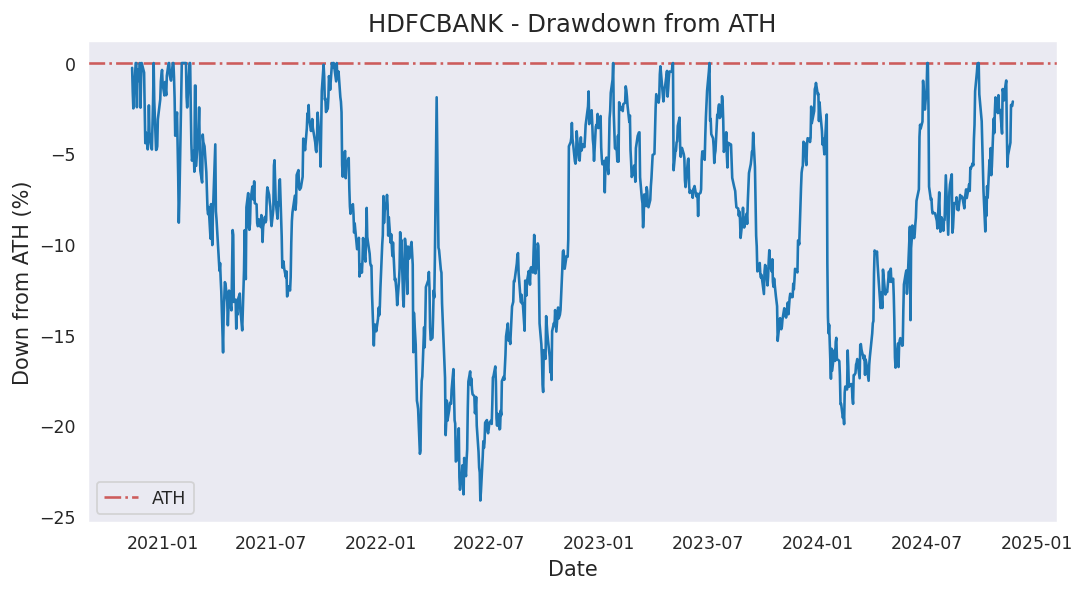 HDFCBANK - Drawdown from ATH
Down from ATH (%)
0
−5
−10
−15
−20
−25
ATH
2021-01 2021-07 2022-01 2022-07 2023-01 2023-07 2024-01 2024-07 2025-01
Date